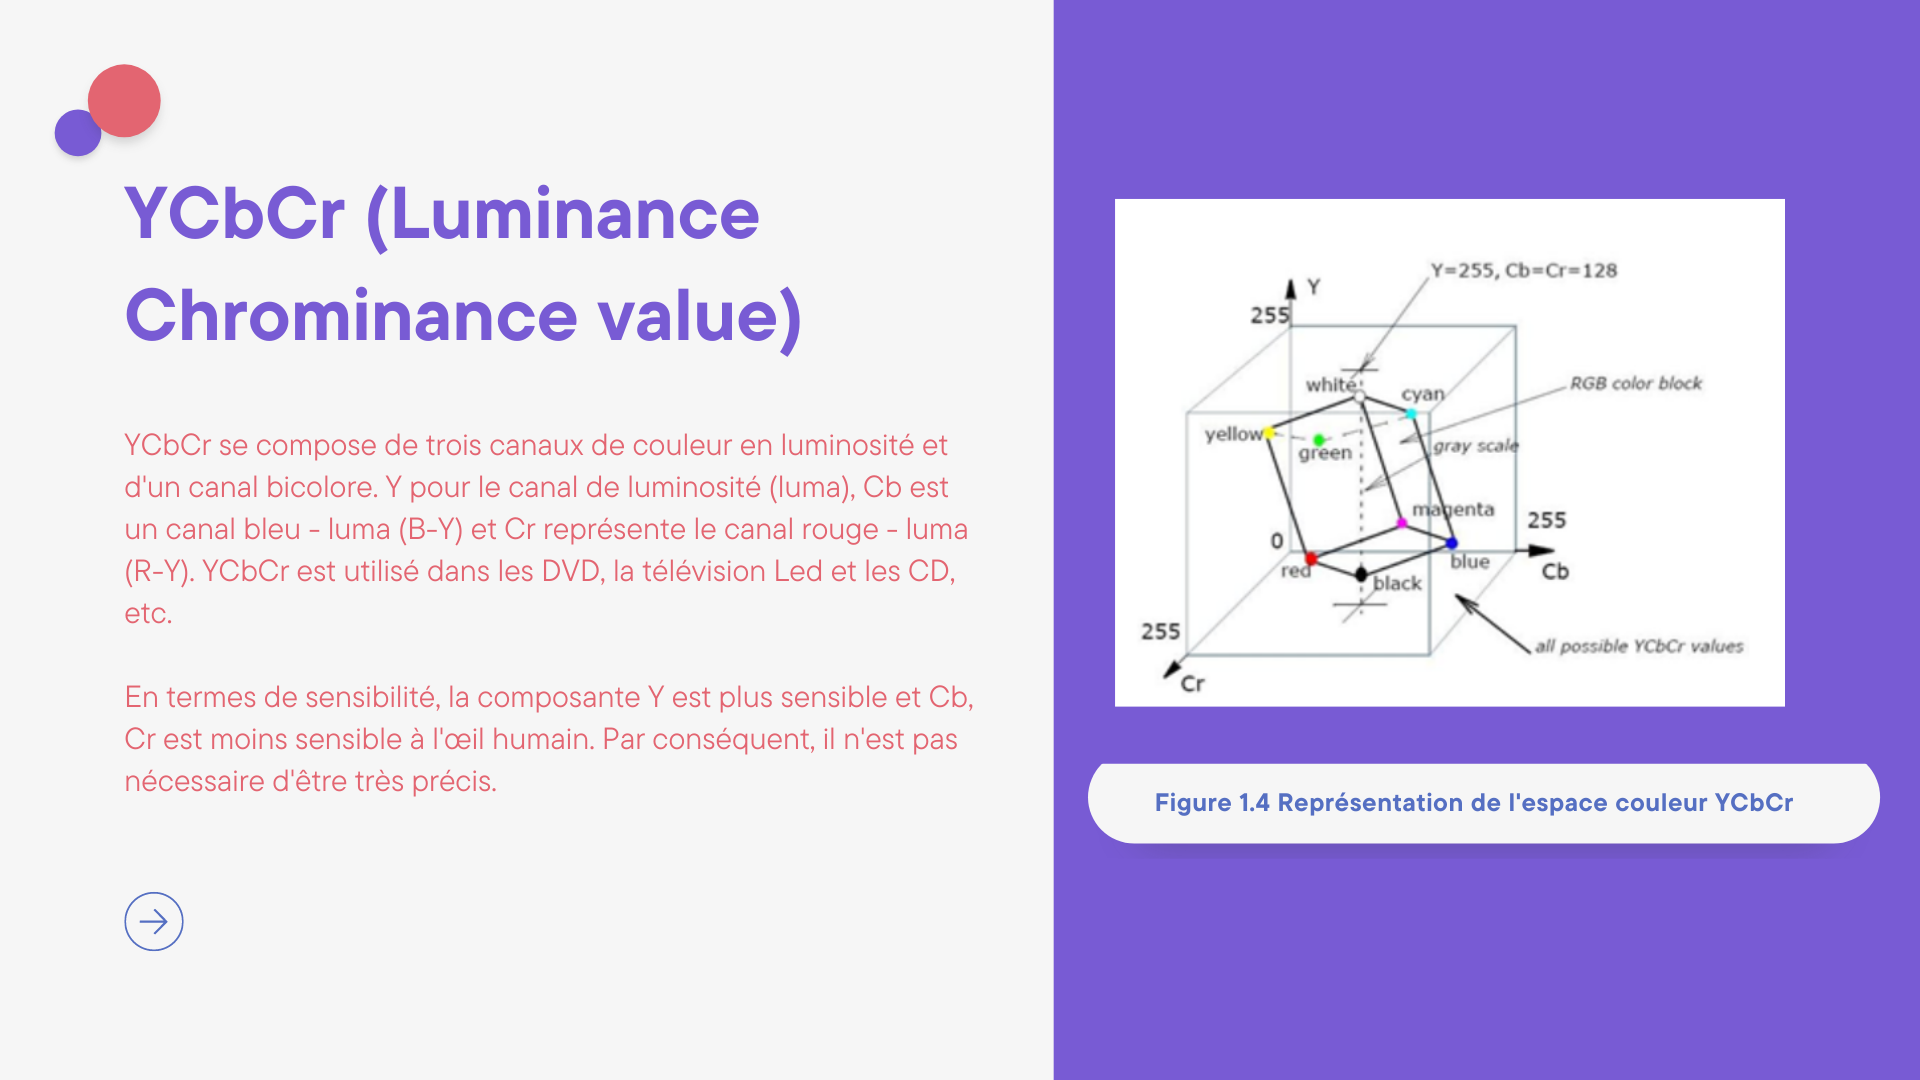 YCbCr (Luminance
Chrominance value)
YCbCr se compose de trois canaux de couleur en luminosité et
d'un canal bicolore. Y pour le canal de luminosité (luma), Cb est
un canal bleu - luma (B-Y) et Cr représente le canal rouge - luma
(R-Y). YCbCr est utilisé dans les DVD, la télévision Led et les CD,
etc.
En termes de sensibilité, la composante Y est plus sensible et Cb,
Cr est moins sensible à l'œil humain. Par conséquent, il n'est pas
nécessaire d'être très précis.
Y=255, Cb=Cr=128
Y
255
white
cyan
RGB color block
yellow
green
gray scale
magenta
255
0
red
blue
Cb
black
255
all possible YCbCr values
Cr
Figure 1.4 Représentation de l'espace couleur YCbCr